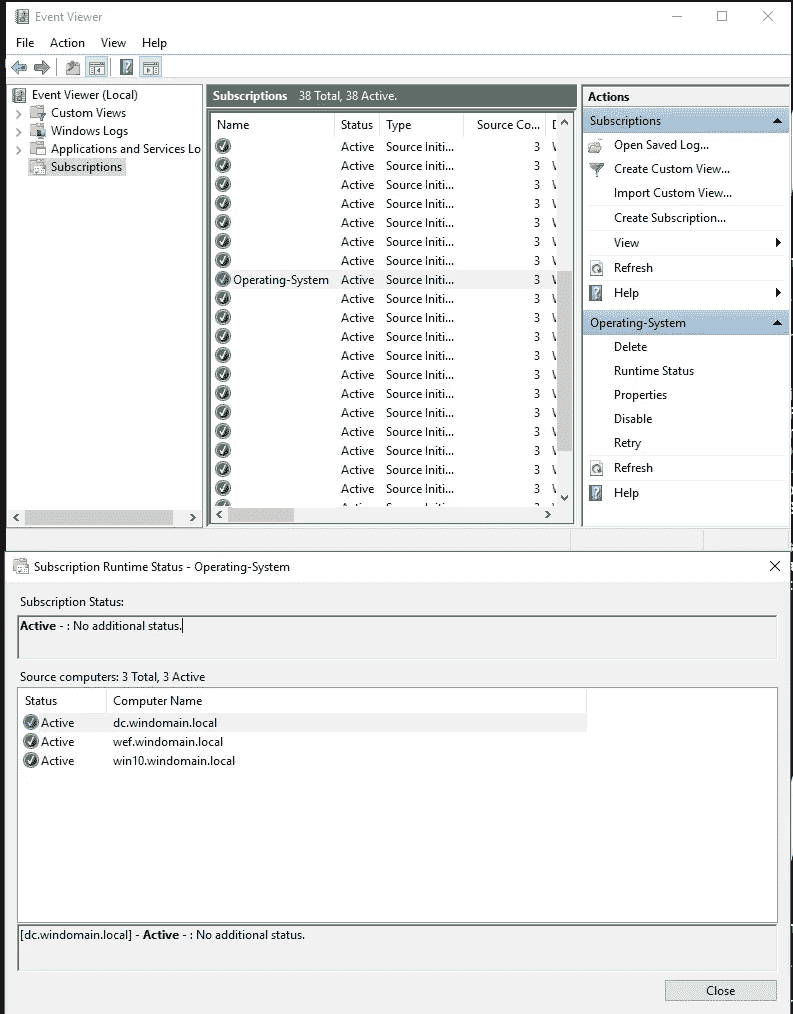 Event Viewer
File Action View Help
Event Viewer (Local)
Custom Views
Windows Logs
Applications and Services Lo
Subscriptions
Subscriptions 38 Total, 38 Active.
Name Status Type Source Co...
Active Source Initi... 3
Active Source Initi... 3
Active Source Initi... 3
Active Source Initi... 3
Active Source Initi... 3
Active Source Initi... 3
Active Source Initi... 3
Operating-System Active Source Initi... 3
Active Source Initi... 3
Active Source Initi... 3
Active Source Initi... 3
Active Source Initi... 3
Active Source Initi... 3
Active Source Initi... 3
Active Source Initi... 3
Active Source Initi... 3
Active Source Initi... 3
Active Source Initi... 3
Active Source Initi... 3
Actions
Subscriptions
Open Saved Log...
Create Custom View...
Import Custom View...
Create Subscription...
View
Refresh
Help
Operating-System
Delete
Runtime Status
Properties
Disable
Retry
Refresh
Help
Subscription Runtime Status - Operating-System
Subscription Status:
Active - : No additional status.
Source computers: 3 Total, 3 Active
Status Computer Name
Active dc.windomain.local
Active wef.windomain.local
Active win10.windomain.local
[dc.windomain.local] - Active - : No additional status.
Close